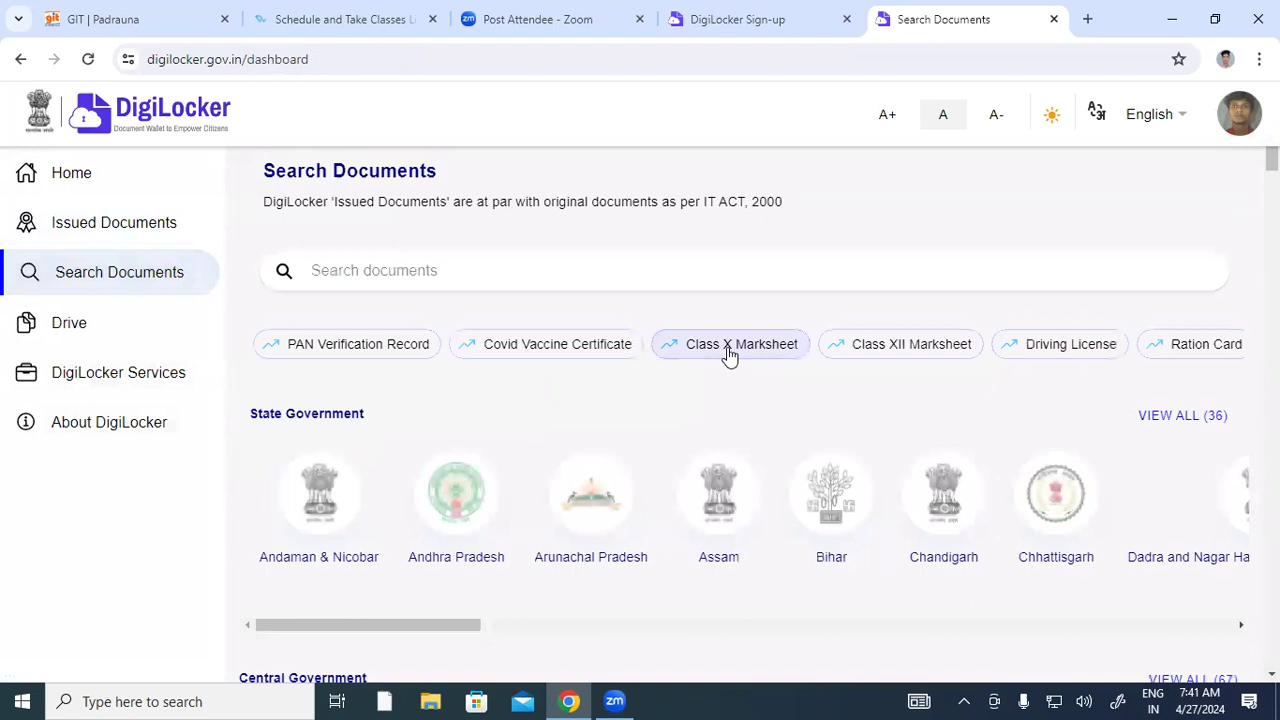 GIT | Padrauna
Schedule and Take Classes Li
Post Attendee - Zoom
DigiLocker Sign-up
Search Documents
digilocker.gov.in/dashboard
DigiLocker
Document Wallet to Empower Citizens
A+
A
A-
English
Home
Issued Documents
Search Documents
Drive
DigiLocker Services
About DigiLocker
Search Documents
DigiLocker 'Issued Documents' are at par with original documents as per IT ACT, 2000
Search documents
PAN Verification Record
Covid Vaccine Certificate
Class X Marksheet
Class XII Marksheet
Driving License
Ration Card
State Government
VIEW ALL (36)
Andaman & Nicobar
Andhra Pradesh
Arunachal Pradesh
Assam
Bihar
Chandigarh
Chhattisgarh
Dadra and Nagar Ha
Central Government
VIEW ALL (67)
Type here to search
ENG
IN
7:41 AM
4/27/2024